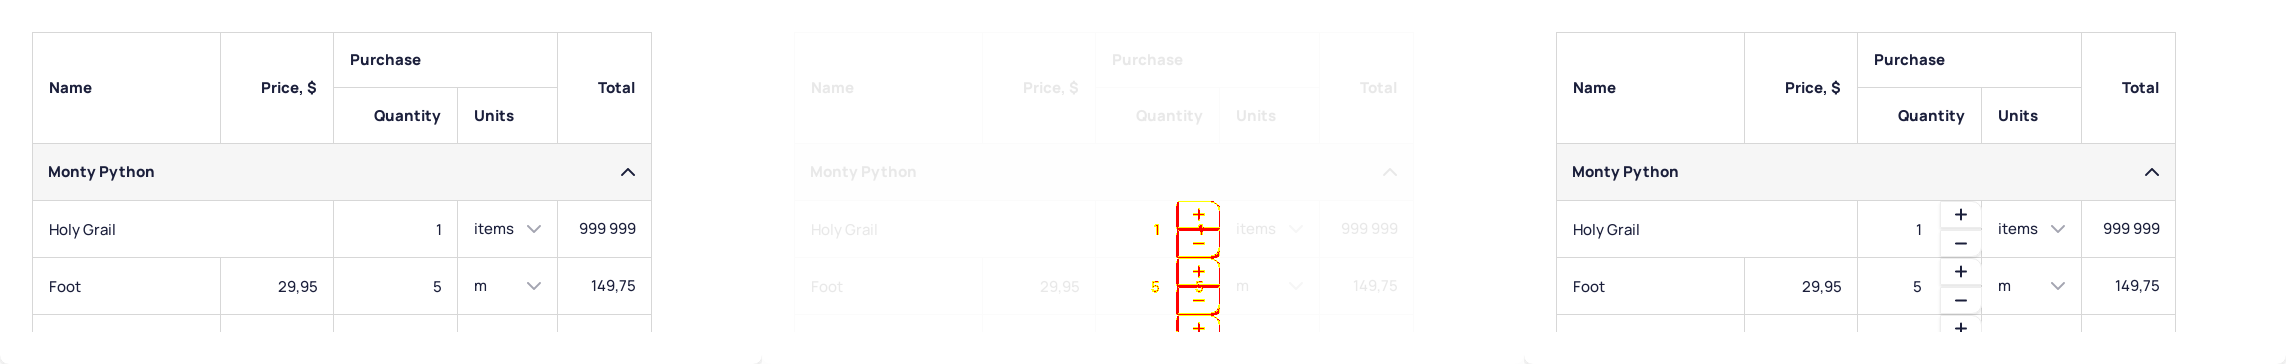 Purchase
Name Price, $ Total
Quantity Units
Monty Python
Holy Grail 1 items 999 999
Foot 29,95 5 m 149,75
Purchase
Name Price, $ Total
Quantity Units
Monty Python
+
Holy Grail 1 1 items 999 999
−
+
Foot 29,95 5 5 m 149,75
−
+
Purchase
Name Price, $ Total
Quantity Units
Monty Python
+
Holy Grail 1 items 999 999
−
+
Foot 29,95 5 m 149,75
−
+